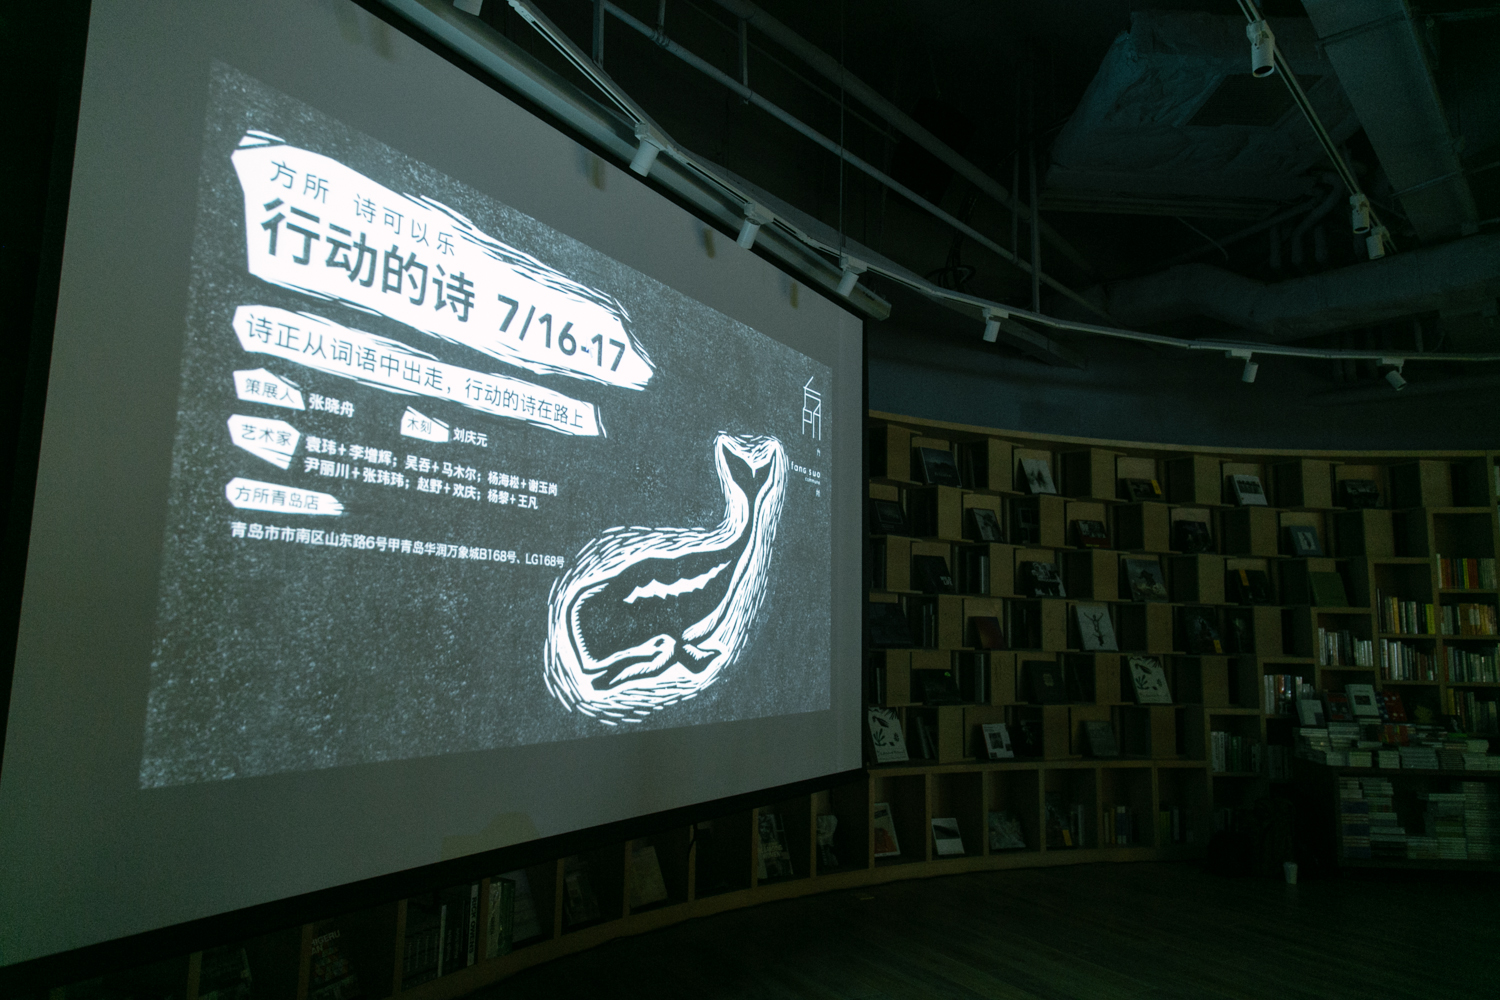 方所 诗可以乐
行动的诗 7/16-17
诗正从词语中出走，行动的诗在路上
策展人 张晓舟 木刻 刘庆元
艺术家 袁玮+李增辉；吴吞+马木尔；杨海崧+谢玉岗
尹丽川+张玮玮；赵野+欢庆；杨黎+王凡
方所青岛店
青岛市市南区山东路6号甲青岛华润万象城B168号、LG168号
fang suo